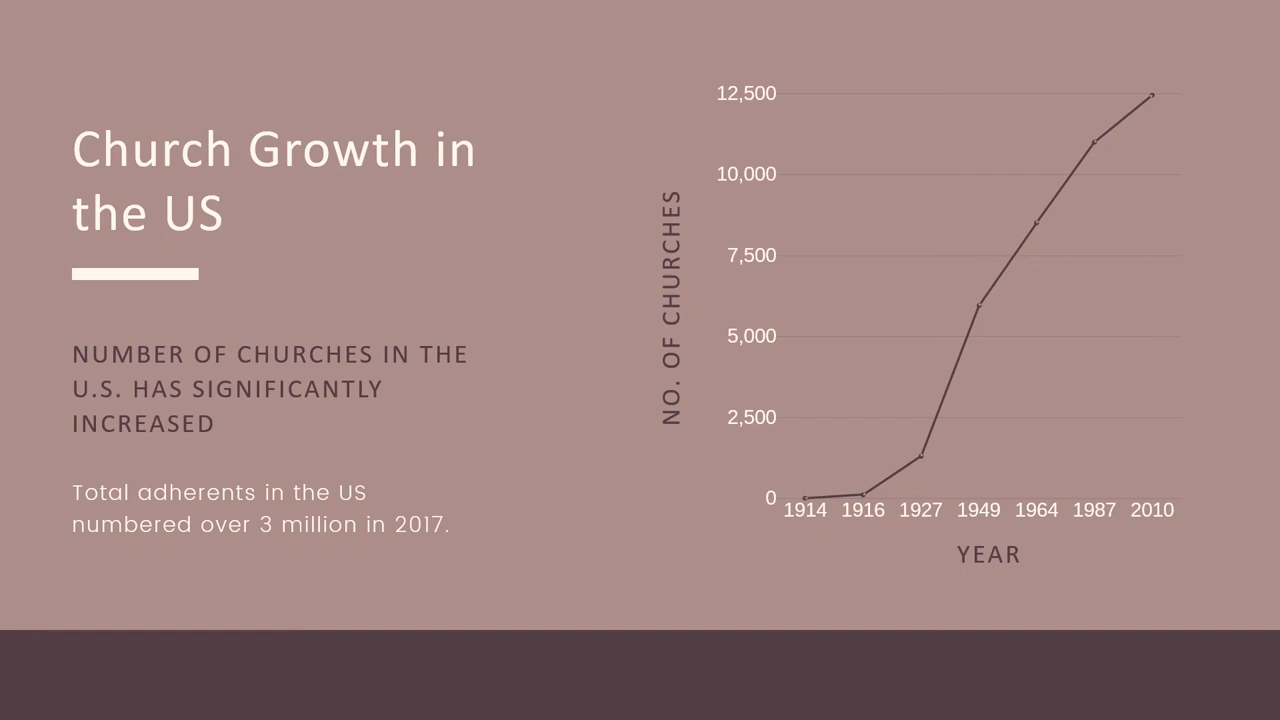 Church Growth in
the US
NUMBER OF CHURCHES IN THE
U.S. HAS SIGNIFICANTLY
INCREASED
Total adherents in the US
numbered over 3 million in 2017.
NO. OF CHURCHES
12,500
10,000
7,500
5,000
2,500
0
1914 1916 1927 1949 1964 1987 2010
YEAR